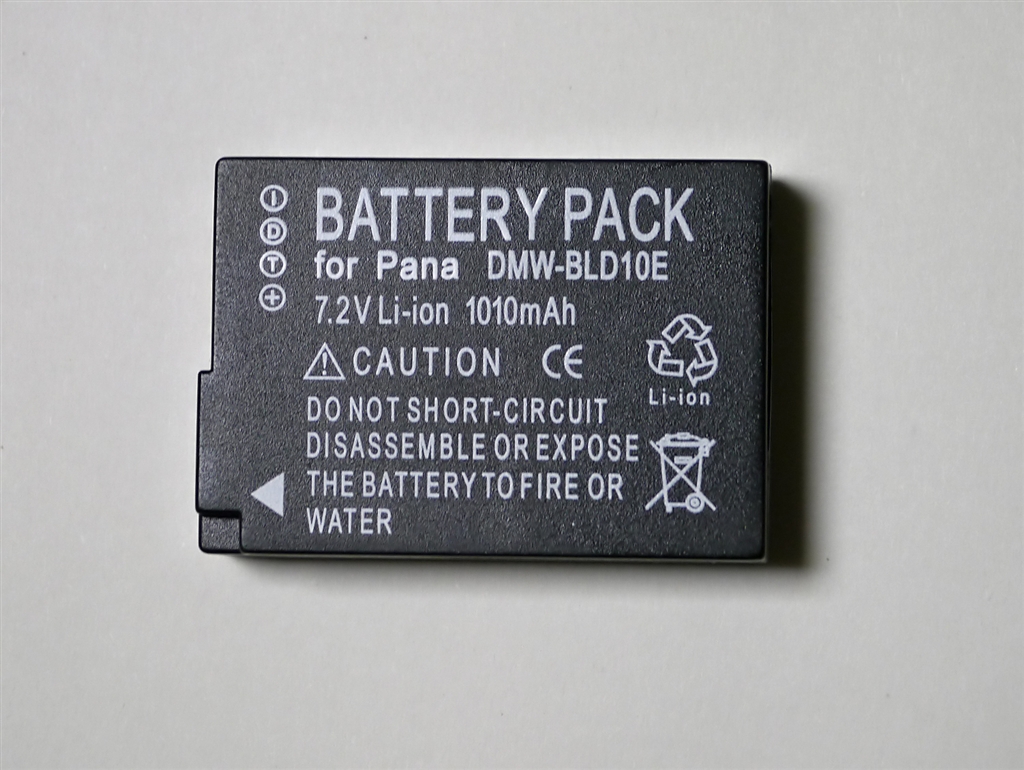 BATTERY PACK
for Pana DMW-BLD10E
7.2V Li-ion 1010mAh
CAUTION CE
DO NOT SHORT-CIRCUIT
DISASSEMBLE OR EXPOSE
THE BATTERY TO FIRE OR
WATER
I
D
T
+
Li-ion